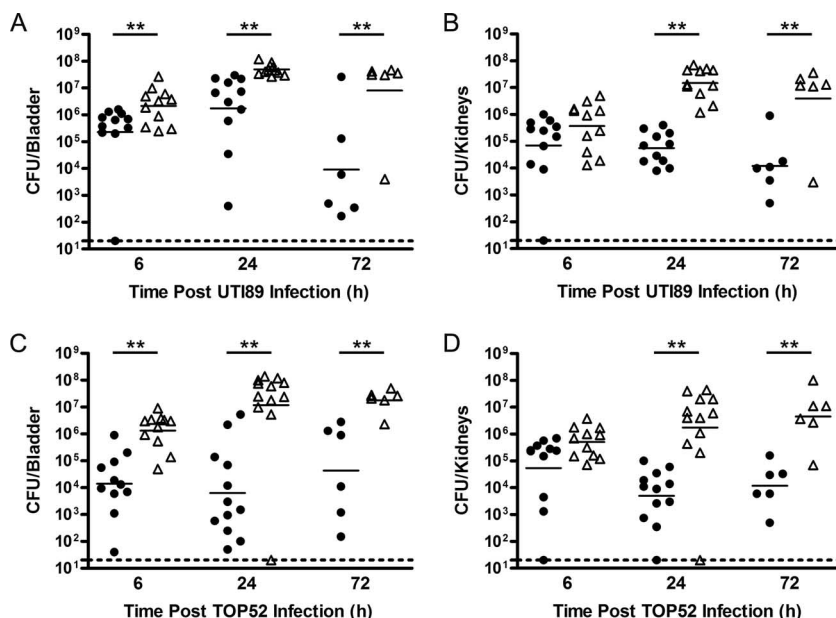 A
B
CFU/Bladder
10⁹
10⁸
10⁷
10⁶
10⁵
10⁴
10³
10²
10¹
** ** **
6 24 72
Time Post UTI89 Infection (h)
CFU/Kidneys
10⁹
10⁸
10⁷
10⁶
10⁵
10⁴
10³
10²
10¹
** **
6 24 72
Time Post UTI89 Infection (h)
C
D
CFU/Bladder
10⁹
10⁸
10⁷
10⁶
10⁵
10⁴
10³
10²
10¹
** ** **
6 24 72
Time Post TOP52 Infection (h)
CFU/Kidneys
10⁹
10⁸
10⁷
10⁶
10⁵
10⁴
10³
10²
10¹
** **
6 24 72
Time Post TOP52 Infection (h)